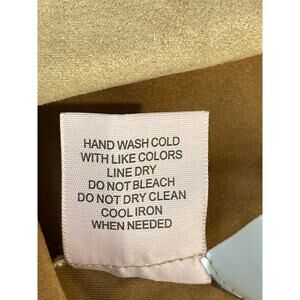 HAND WASH COLD
WITH LIKE COLORS
LINE DRY
DO NOT BLEACH
DO NOT DRY CLEAN
COOL IRON
WHEN NEEDED